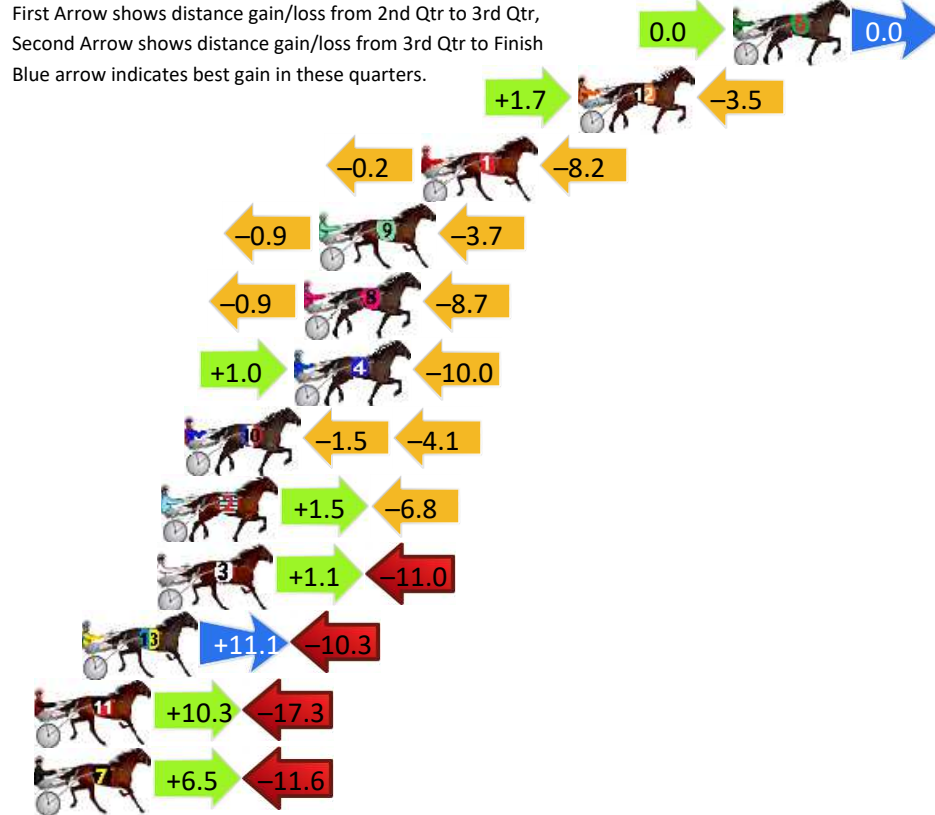 First Arrow shows distance gain/loss from 2nd Qtr to 3rd Qtr,
Second Arrow shows distance gain/loss from 3rd Qtr to Finish
Blue arrow indicates best gain in these quarters.
0.0 6 0.0
+1.7 12 –3.5
–0.2 1 –8.2
–0.9 9 –3.7
–0.9 8 –8.7
+1.0 4 –10.0
10 –1.5 –4.1
2 +1.5 –6.8
3 +1.1 –11.0
13 +11.1 –10.3
11 +10.3 –17.3
7 +6.5 –11.6